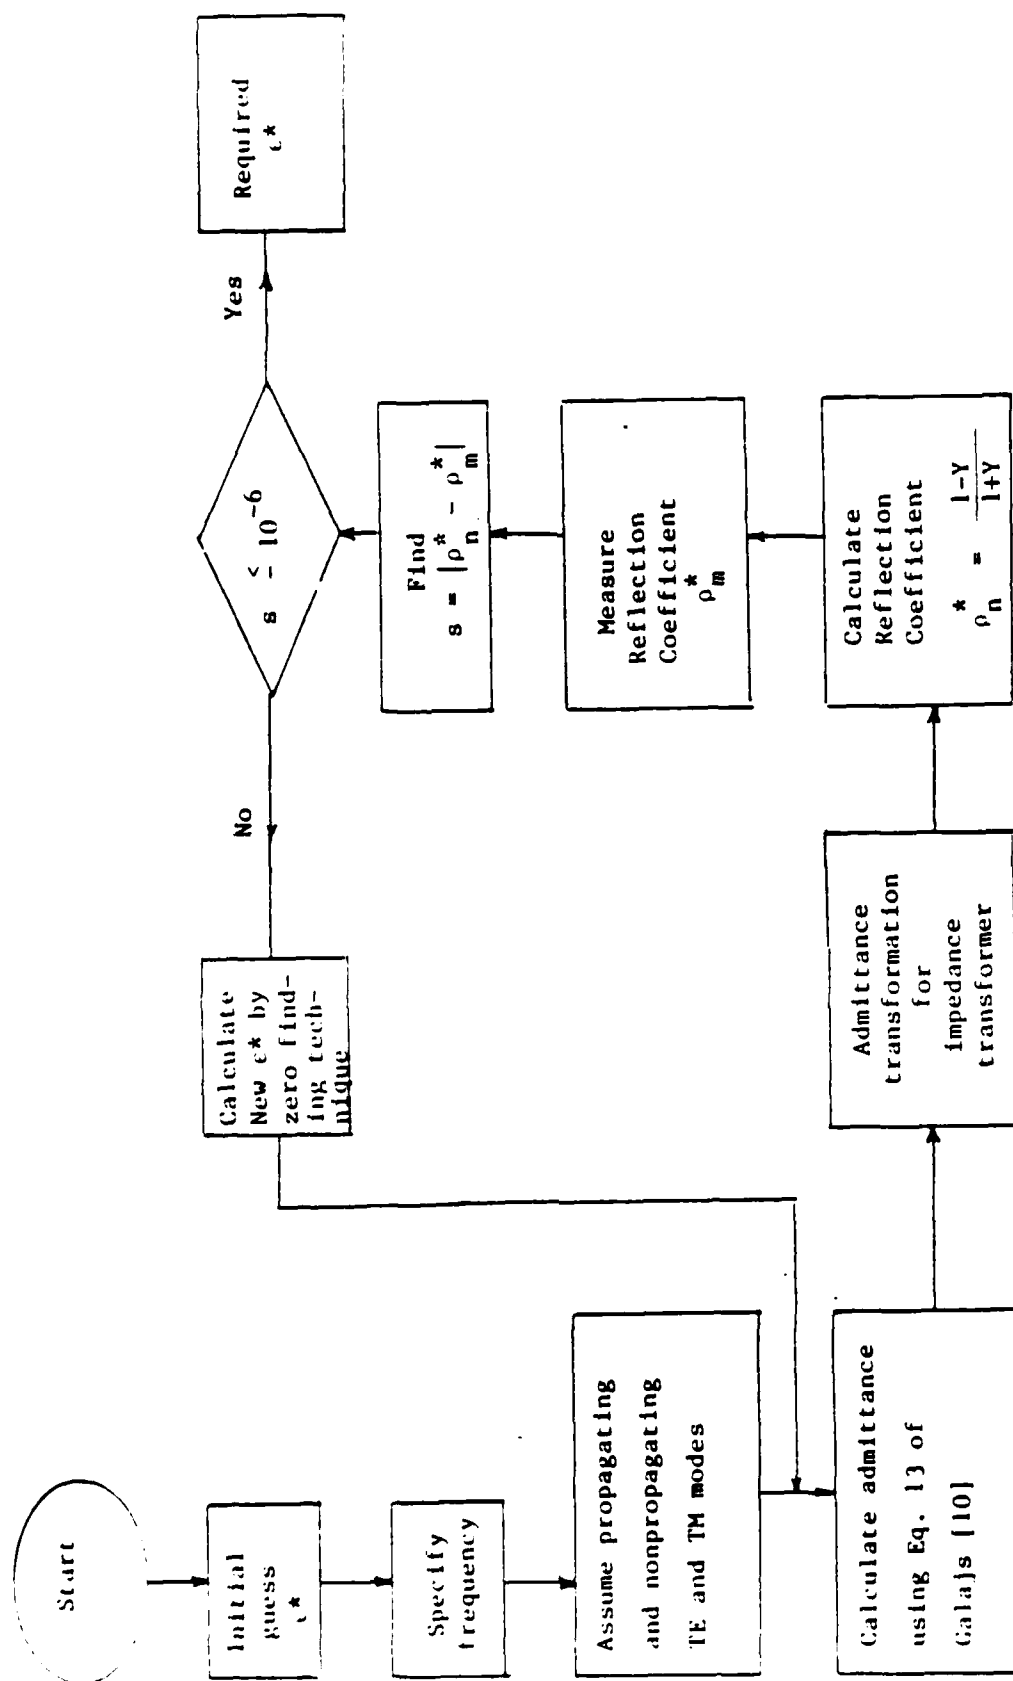 Start
Initial
guess
ε*
Specify
frequency
Assume propagating
and nonpropagating
TE and TM modes
Calculate admittance
using Eq. 13 of
Galajs [10]
Admittance
transformation
for
impedance
transformer
Calculate
Reflection
Coefficient
ρ*n = 1-Y / 1+Y
Measure
Reflection
Coefficient
ρ*m
Find
s = |ρ*n - ρ*m|
s ≤ 10^-6
Yes
Required
ε*
No
Calculate
New ε* by
zero find-
ing tech-
nique